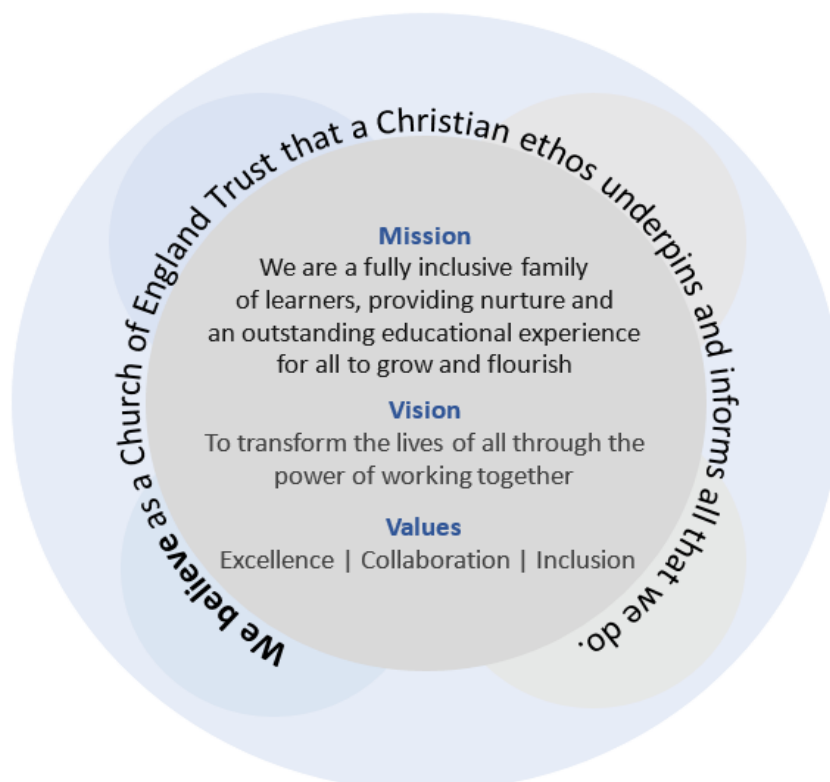 We believe as a Church of England Trust that a Christian ethos underpins and informs all that we do.
Mission
We are a fully inclusive family
of learners, providing nurture and
an outstanding educational experience
for all to grow and flourish
Vision
To transform the lives of all through the
power of working together
Values
Excellence | Collaboration | Inclusion